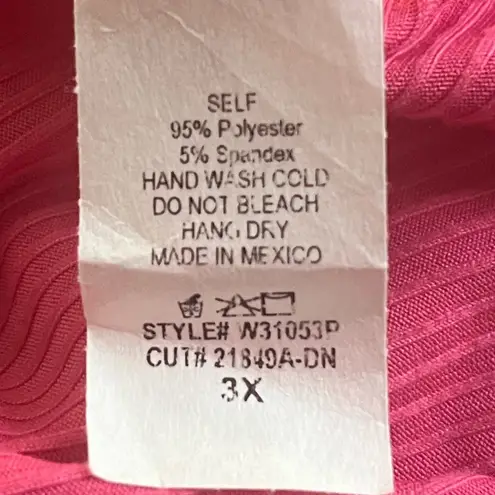 SELF
95% Polyester
5% Spandex
HAND WASH COLD
DO NOT BLEACH
HANG DRY
MADE IN MEXICO
STYLE# W31053P
CUT# 21849A-DN
3X